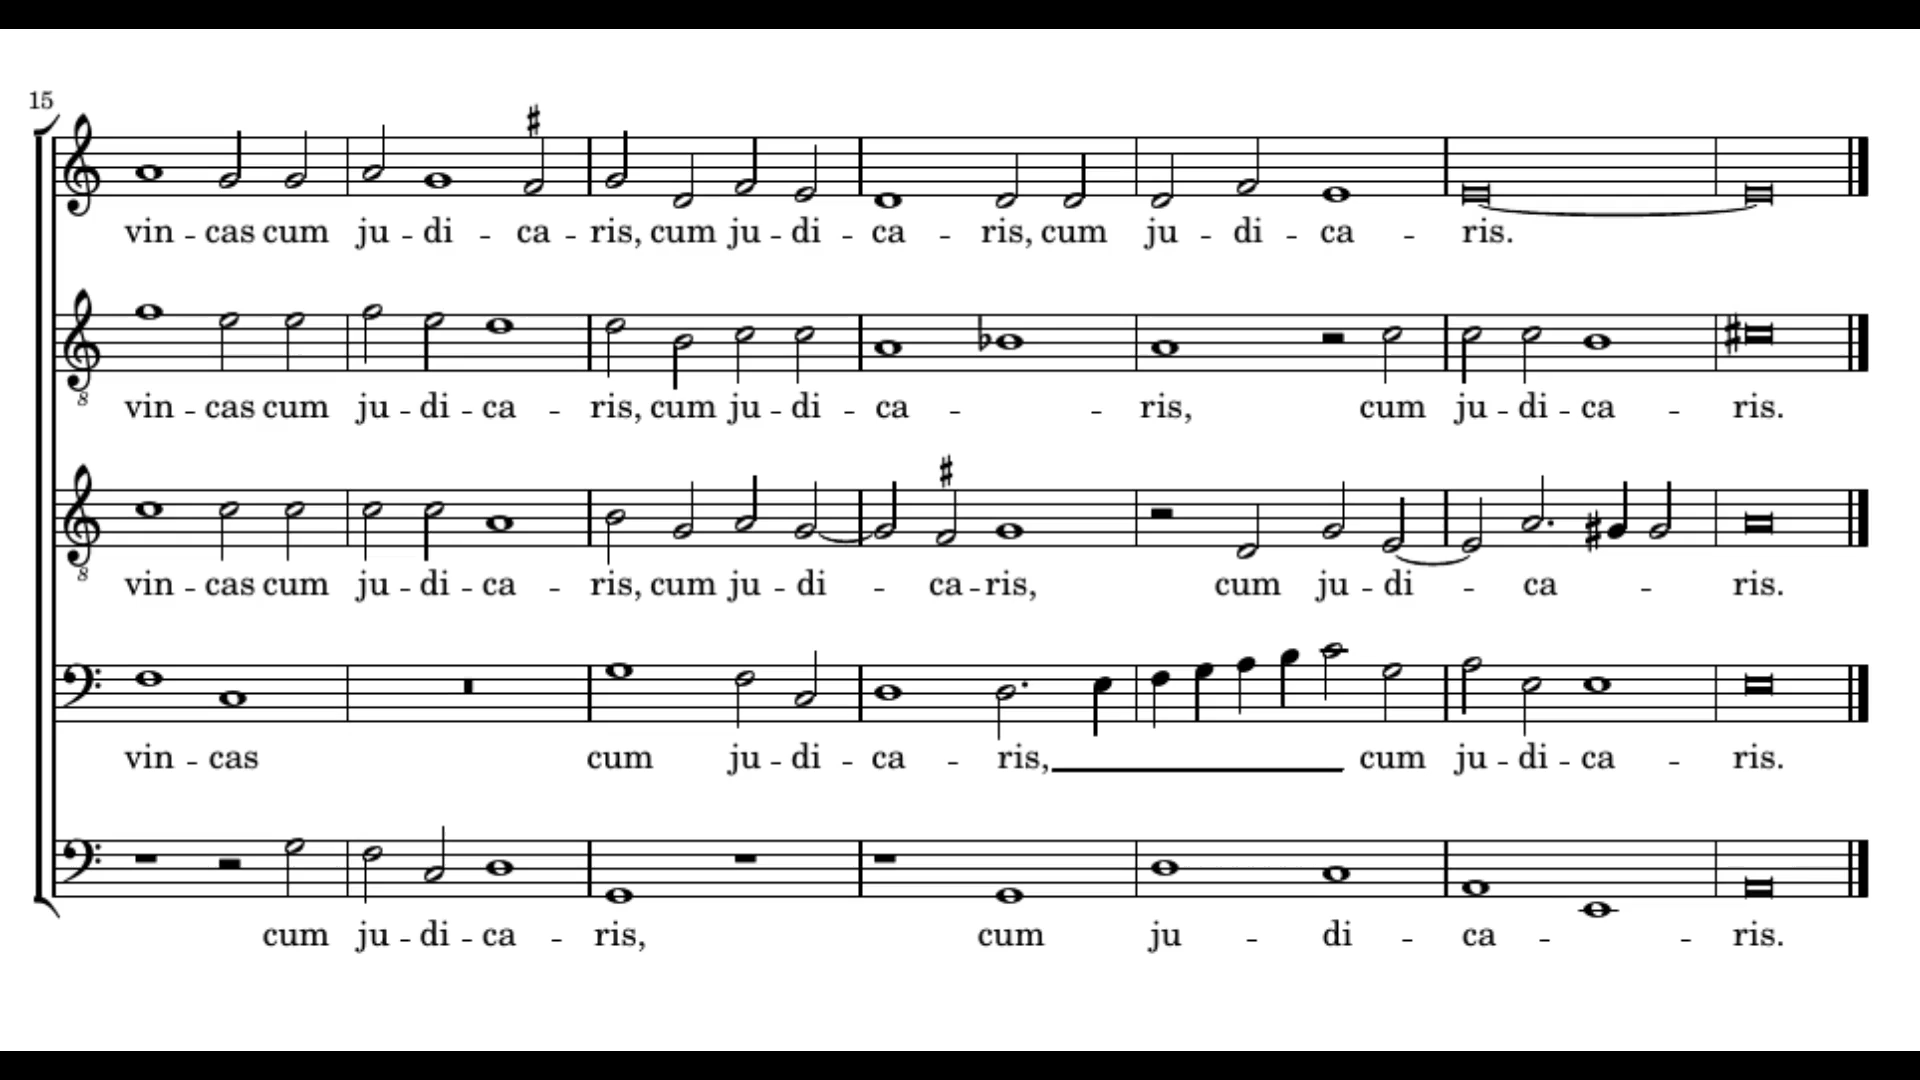 15
vin - cas cum ju - di - ca - ris, cum ju - di - ca - ris, cum ju - di - ca - ris.
8
vin - cas cum ju - di - ca - ris, cum ju - di - ca - - ris, cum ju - di - ca - ris.
8
vin - cas cum ju - di - ca - ris, cum ju - di - ca - ris, cum ju - di - ca - ris.
vin - cas cum ju - di - ca - ris, cum ju - di - ca - ris.
cum ju - di - ca - ris, cum ju - di - ca - - ris.